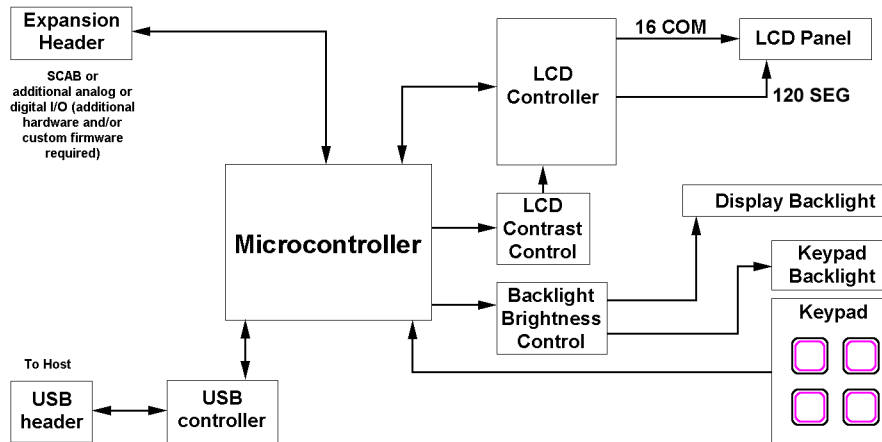 Expansion
Header
SCAB or
additional analog or
digital I/O (additional
hardware and/or
custom firmware
required)
LCD
Controller
16 COM
120 SEG
LCD Panel
Microcontroller
LCD
Contrast
Control
Display Backlight
Keypad
Backlight
Backlight
Brightness
Control
Keypad
To Host
USB
header
USB
controller